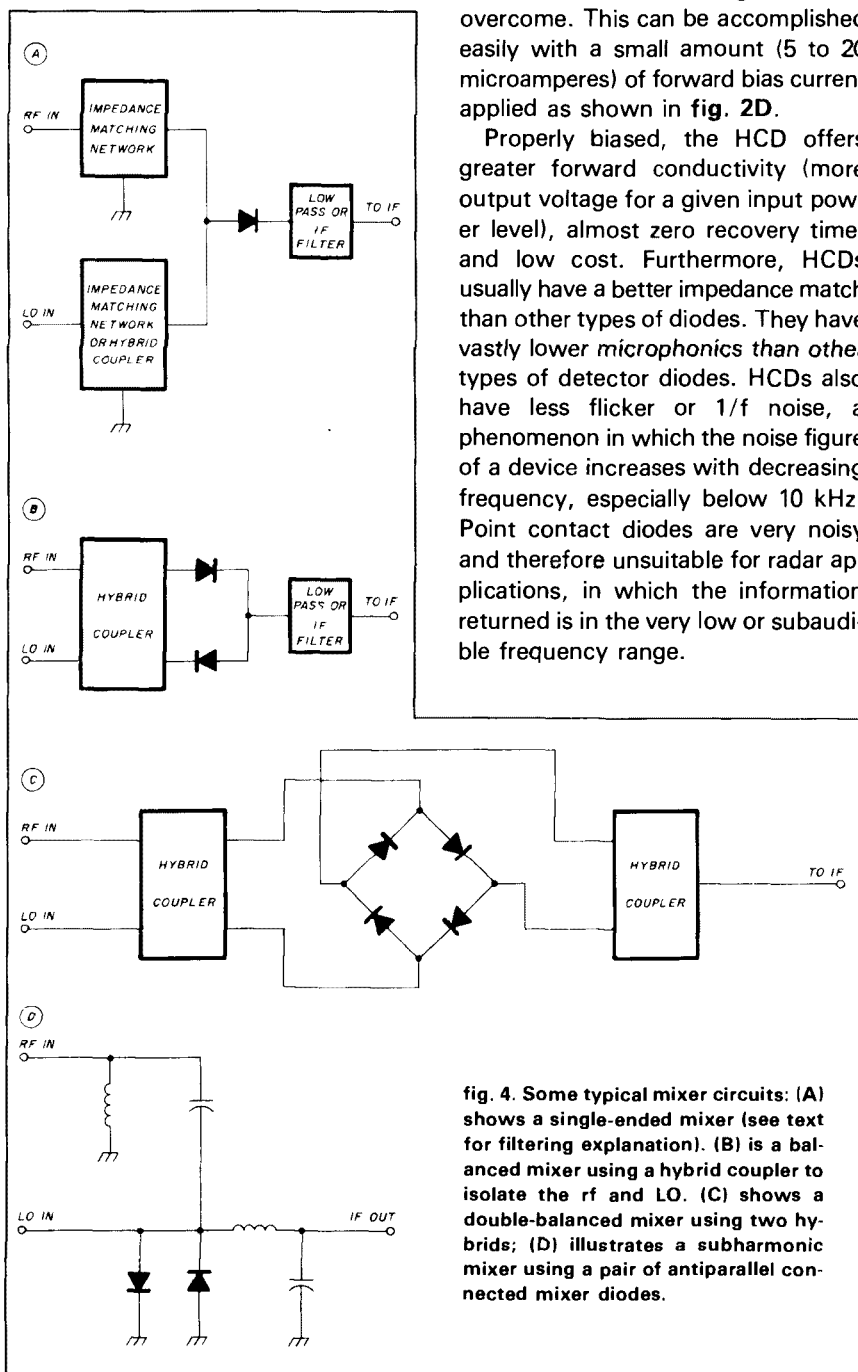 overcome. This can be accomplished
easily with a small amount (5 to 20
microamperes) of forward bias current
applied as shown in fig. 2D.
Properly biased, the HCD offers
greater forward conductivity (more
output voltage for a given input pow-
er level), almost zero recovery time,
and low cost. Furthermore, HCDs
usually have a better impedance match
than other types of diodes. They have
vastly lower microphonics than other
types of detector diodes. HCDs also
have less flicker or 1/f noise, a
phenomenon in which the noise figure
of a device increases with decreasing
frequency, especially below 10 kHz.
Point contact diodes are very noisy
and therefore unsuitable for radar ap-
plications, in which the information
returned is in the very low or subaudi-
ble frequency range.
A
RF IN
IMPEDANCE
MATCHING
NETWORK
LOW
PASS OR
IF
FILTER
TO IF
LO IN
IMPEDANCE
MATCHING
NETWORK
OR HYBRID
COUPLER
B
RF IN
HYBRID
COUPLER
LO IN
LOW
PASS OR
IF
FILTER
TO IF
C
RF IN
HYBRID
COUPLER
LO IN
HYBRID
COUPLER
TO IF
D
RF IN
LO IN
IF OUT
fig. 4. Some typical mixer circuits: (A)
shows a single-ended mixer (see text
for filtering explanation). (B) is a bal-
anced mixer using a hybrid coupler to
isolate the rf and LO. (C) shows a
double-balanced mixer using two hy-
brids; (D) illustrates a subharmonic
mixer using a pair of antiparallel con-
nected mixer diodes.